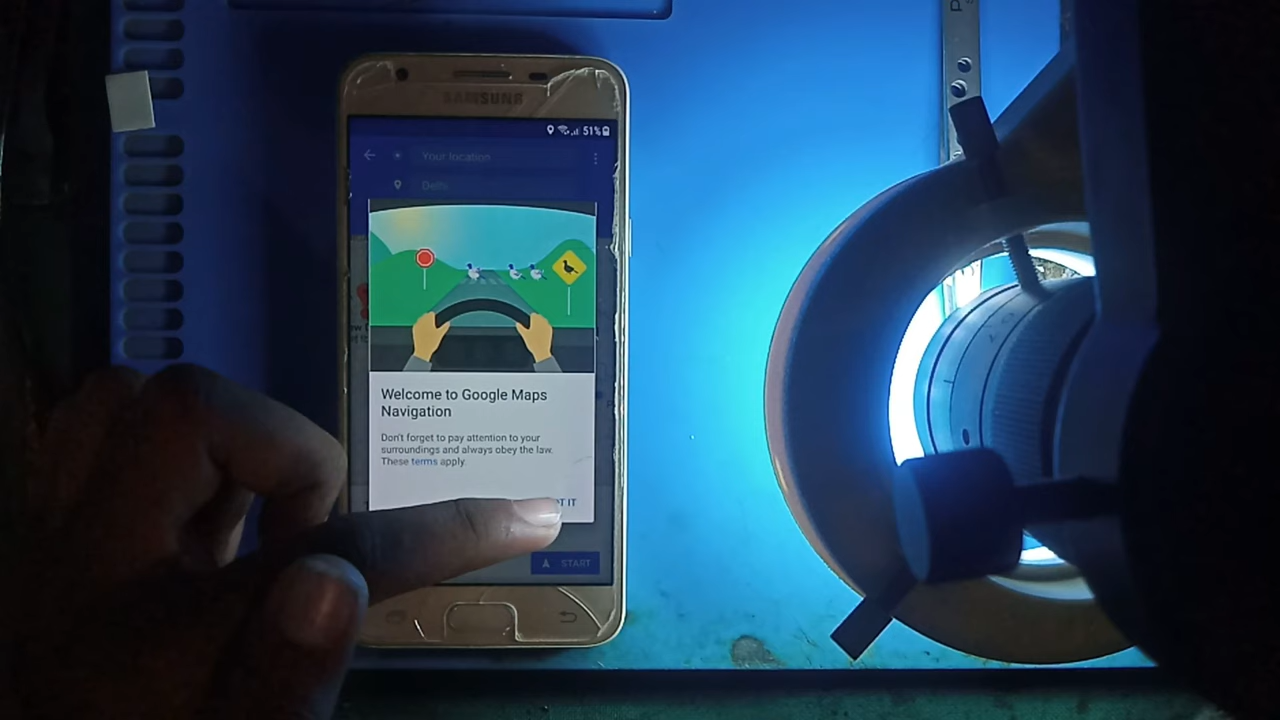 SAMSUNG
51%
Your location
Delhi
Welcome to Google Maps
Navigation
Don't forget to pay attention to your
surroundings and always obey the law.
These terms apply.
T IT
START